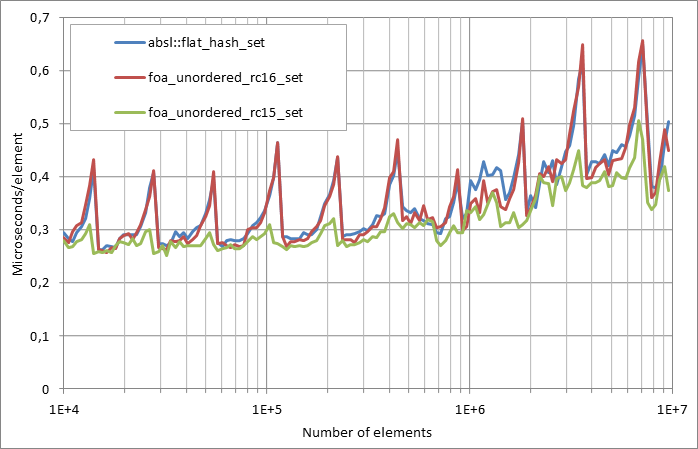 0,7
0,6
0,5
0,4
0,3
0,2
0,1
0
Microseconds/element
absl::flat_hash_set
foa_unordered_rc16_set
foa_unordered_rc15_set
1E+4 1E+5 1E+6 1E+7
Number of elements